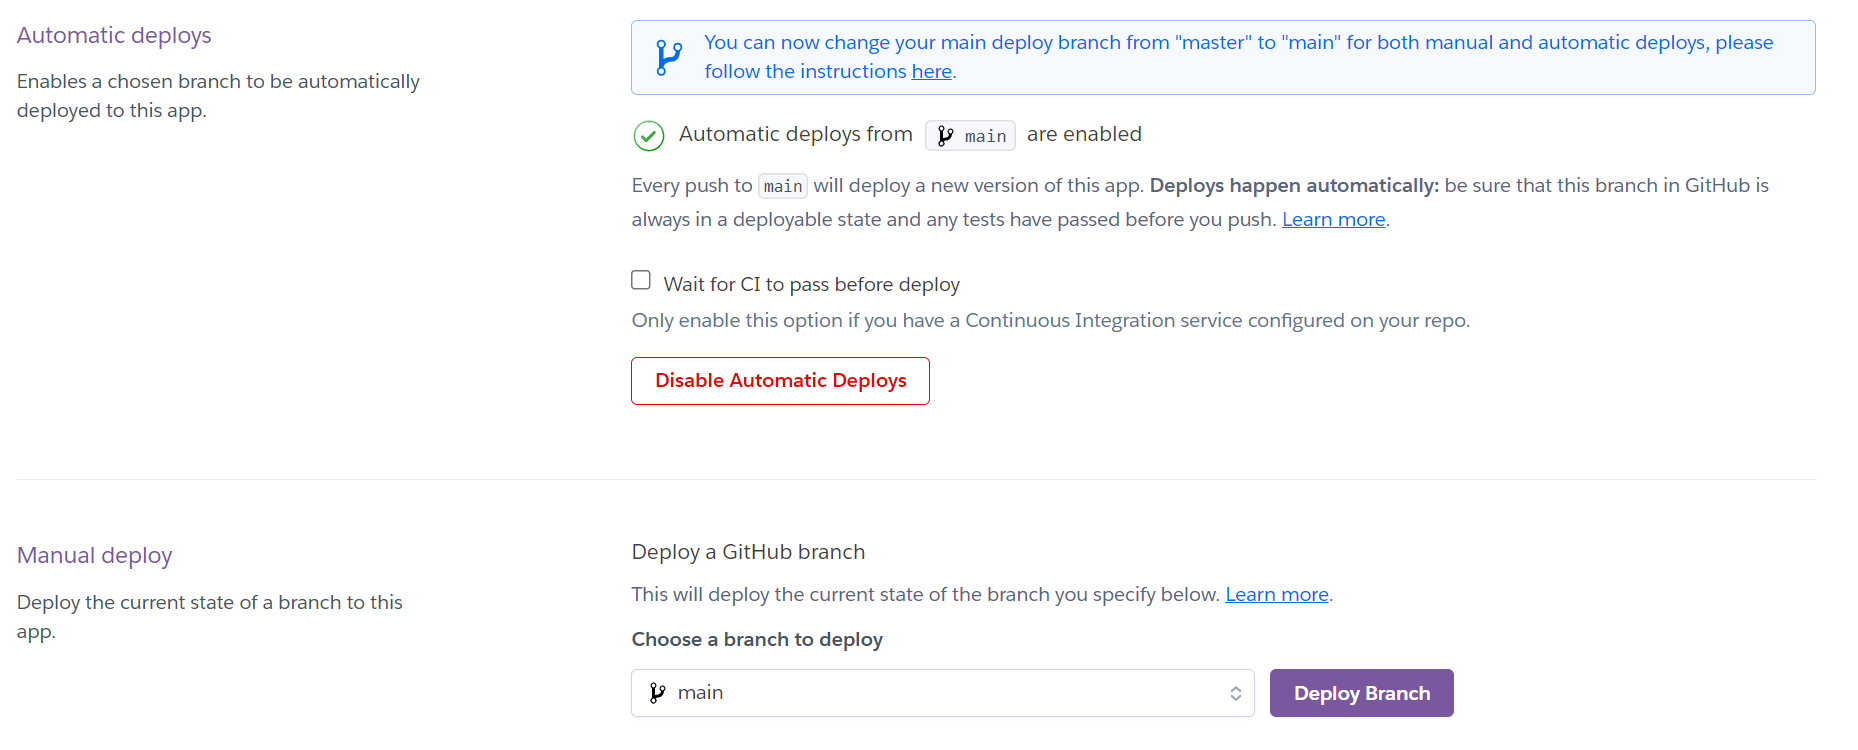 Automatic deploys
Enables a chosen branch to be automatically
deployed to this app.
You can now change your main deploy branch from "master" to "main" for both manual and automatic deploys, please
follow the instructions here.
Automatic deploys from main are enabled
Every push to main will deploy a new version of this app. Deploys happen automatically: be sure that this branch in GitHub is
always in a deployable state and any tests have passed before you push. Learn more.
Wait for CI to pass before deploy
Only enable this option if you have a Continuous Integration service configured on your repo.
Disable Automatic Deploys
Manual deploy
Deploy the current state of a branch to this
app.
Deploy a GitHub branch
This will deploy the current state of the branch you specify below. Learn more.
Choose a branch to deploy
main
Deploy Branch